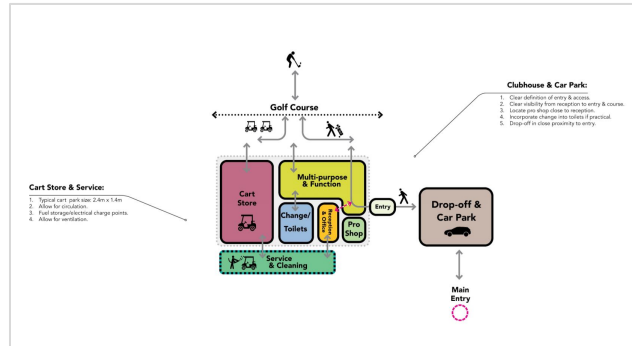 Golf Course
Clubhouse & Car Park:
1. Clear definition of entry & access.
2. Clear visibility from reception to entry & course.
3. Locate pro shop close to reception.
4. Incorporate change into toilets if practical.
5. Drop-off in close proximity to entry.
Cart Store & Service:
1. Typical cart park size: 2.4m x 1.4m
2. Allow for circulation.
3. Fuel storage/electrical charge points.
4. Allow for ventilation.
Cart
Store
Multi-purpose
& Function
Change/
Toilets
Reception
& Office
Pro
Shop
Entry
Drop-off &
Car Park
Service
& Cleaning
Main
Entry